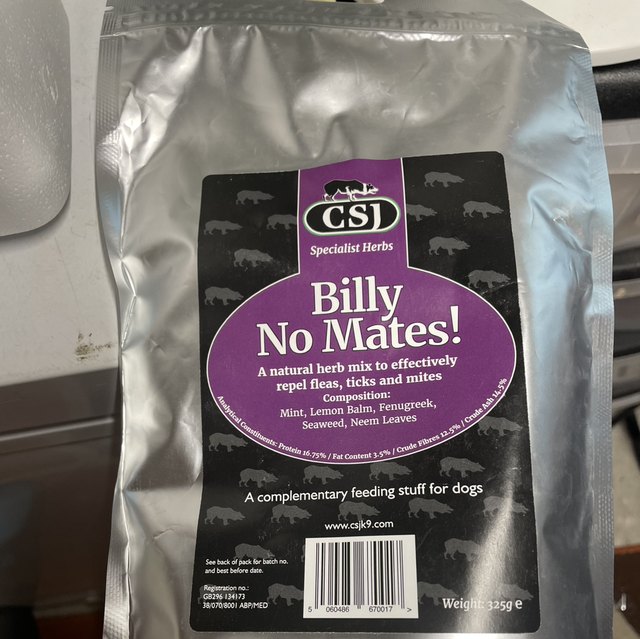 CSJ
Specialist Herbs
Billy
No Mates!
A natural herb mix to effectively
repel fleas, ticks and mites
Composition:
Mint, Lemon Balm, Fenugreek,
Seaweed, Neem Leaves
Analytical Constituents: Protein 16.75% / Fat Content 3.5% / Crude Fibres 12.5% / Crude Ash 14.5%
A complementary feeding stuff for dogs
www.csjk9.com
See back of pack for batch no.
and best before date.
Registration no.:
GB296 134173
38/070/8001 ABP/MED
5 060486 670017 >
Weight: 325g e